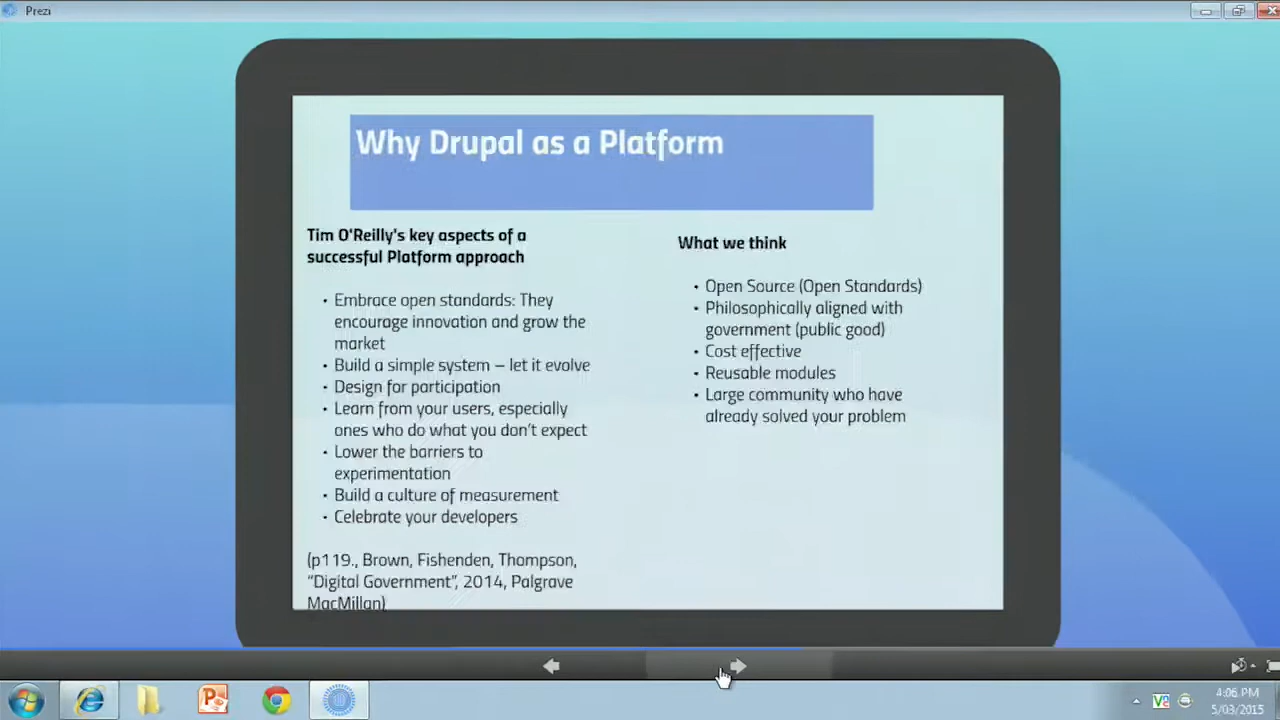 Prezi
Why Drupal as a Platform
Tim O'Reilly's key aspects of a
successful Platform approach
• Embrace open standards: They
encourage innovation and grow the
market
• Build a simple system – let it evolve
• Design for participation
• Learn from your users, especially
ones who do what you don't expect
• Lower the barriers to
experimentation
• Build a culture of measurement
• Celebrate your developers
(p119., Brown, Fishenden, Thompson,
“Digital Government”, 2014, Palgrave
MacMillan)
What we think
• Open Source (Open Standards)
• Philosophically aligned with
government (public good)
• Cost effective
• Reusable modules
• Large community who have
already solved your problem
4:06 PM
5/03/2015